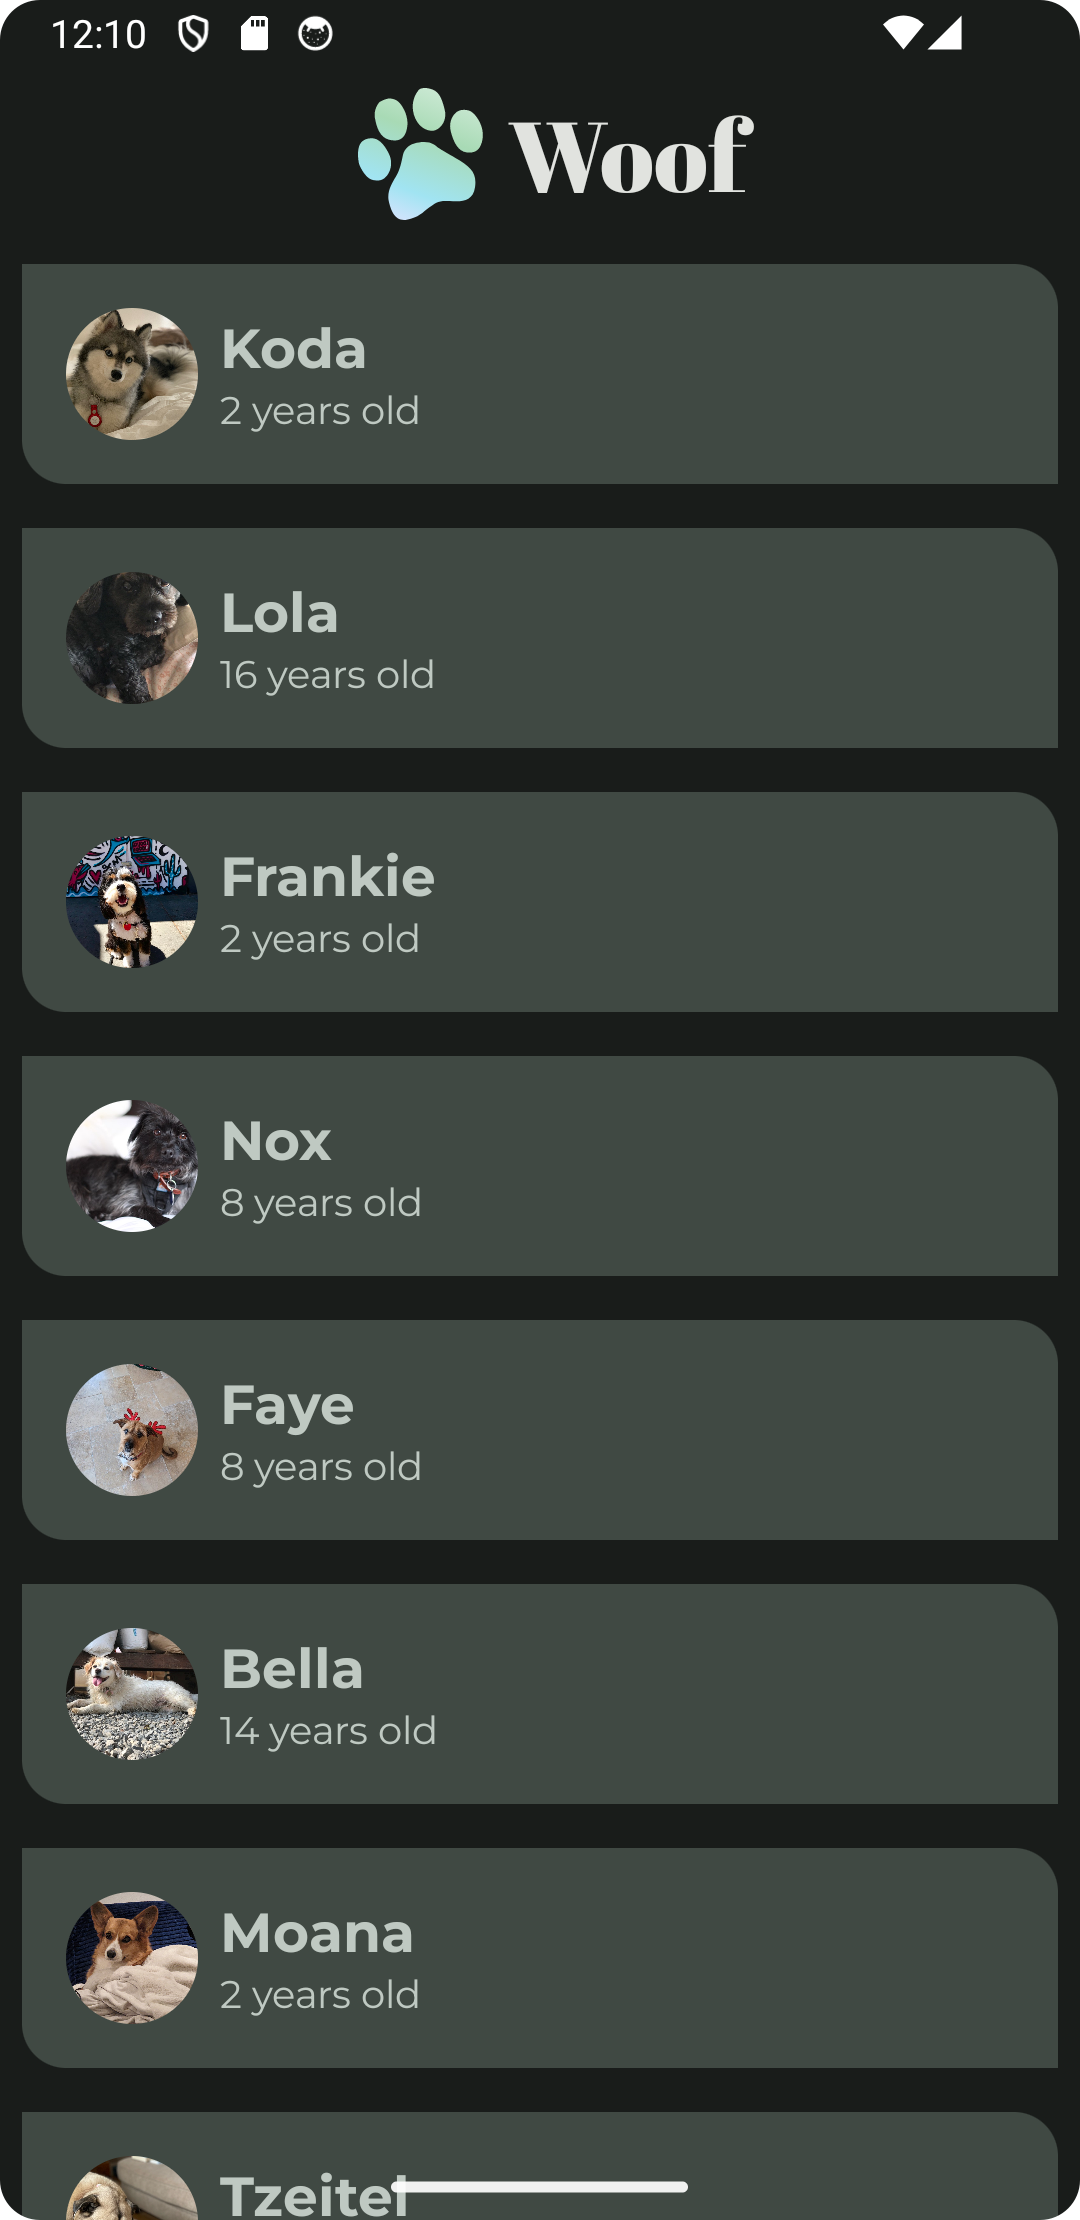 12:10
Woof
Koda
2 years old
Lola
16 years old
Frankie
2 years old
Nox
8 years old
Faye
8 years old
Bella
14 years old
Moana
2 years old
Tzeitel